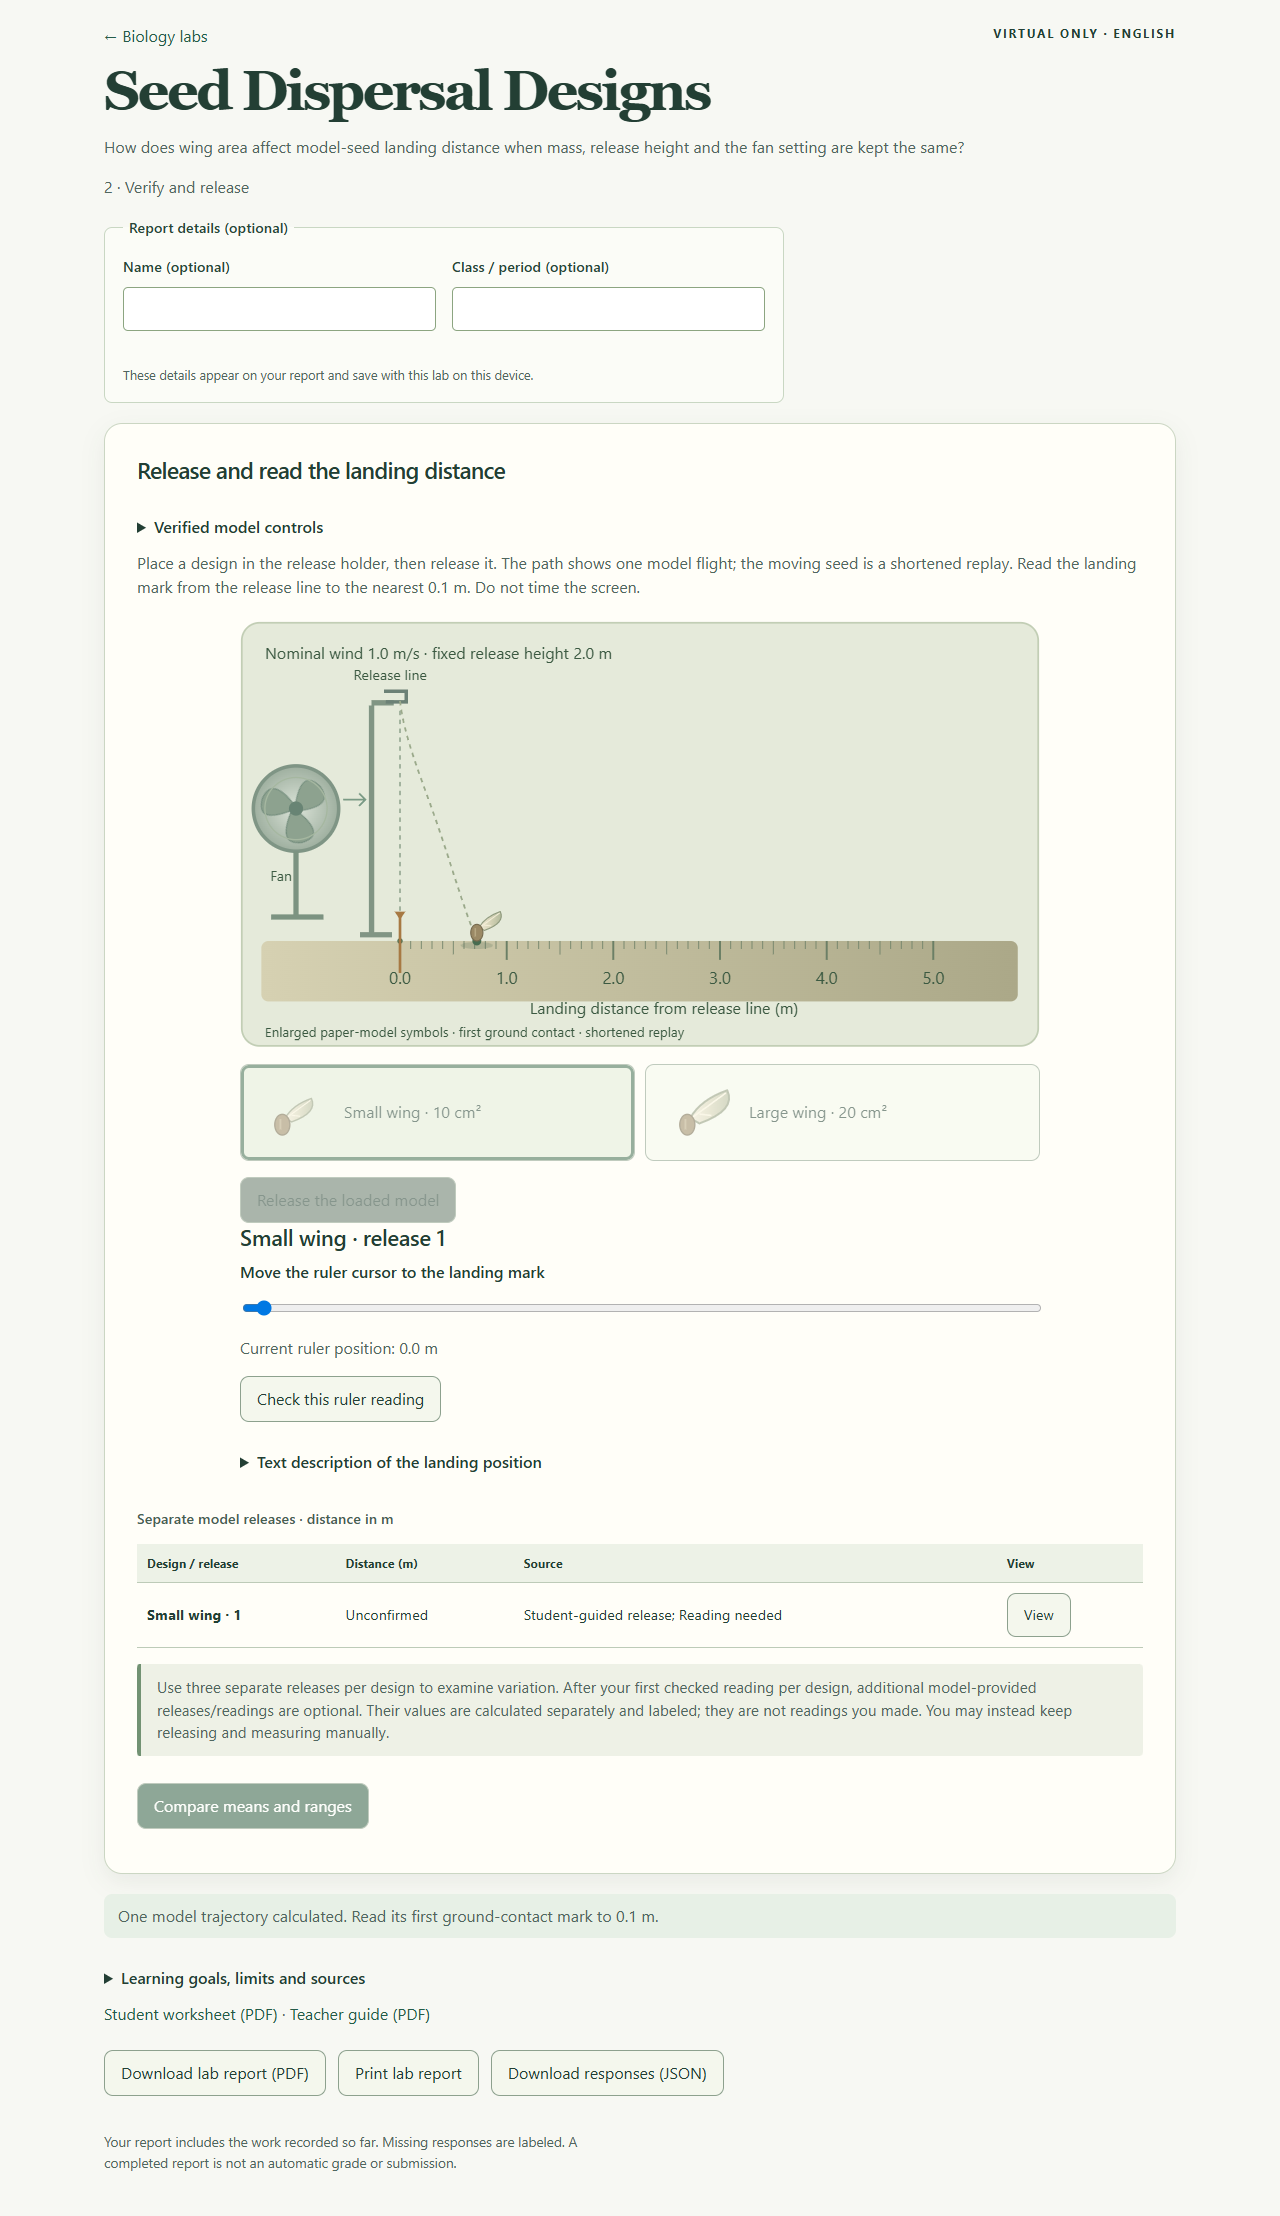 ← Biology labs
VIRTUAL ONLY · ENGLISH
Seed Dispersal Designs
How does wing area affect model-seed landing distance when mass, release height and the fan setting are kept the same?
2 · Verify and release
Report details (optional)
Name (optional)
Class / period (optional)
These details appear on your report and save with this lab on this device.
Release and read the landing distance
▶ Verified model controls
Place a design in the release holder, then release it. The path shows one model flight; the moving seed is a shortened replay. Read the landing
mark from the release line to the nearest 0.1 m. Do not time the screen.
Nominal wind 1.0 m/s · fixed release height 2.0 m
Release line
Fan
0.0 1.0 2.0 3.0 4.0 5.0
Landing distance from release line (m)
Enlarged paper-model symbols · first ground contact · shortened replay
Small wing · 10 cm²
Large wing · 20 cm²
Release the loaded model
Small wing · release 1
Move the ruler cursor to the landing mark
Current ruler position: 0.0 m
Check this ruler reading
▶ Text description of the landing position
Separate model releases · distance in m
Design / release Distance (m) Source View
Small wing · 1 Unconfirmed Student-guided release; Reading needed View
Use three separate releases per design to examine variation. After your first checked reading per design, additional model-provided
releases/readings are optional. Their values are calculated separately and labeled; they are not readings you made. You may instead keep
releasing and measuring manually.
Compare means and ranges
One model trajectory calculated. Read its first ground-contact mark to 0.1 m.
▶ Learning goals, limits and sources
Student worksheet (PDF) · Teacher guide (PDF)
Download lab report (PDF)
Print lab report
Download responses (JSON)
Your report includes the work recorded so far. Missing responses are labeled. A
completed report is not an automatic grade or submission.